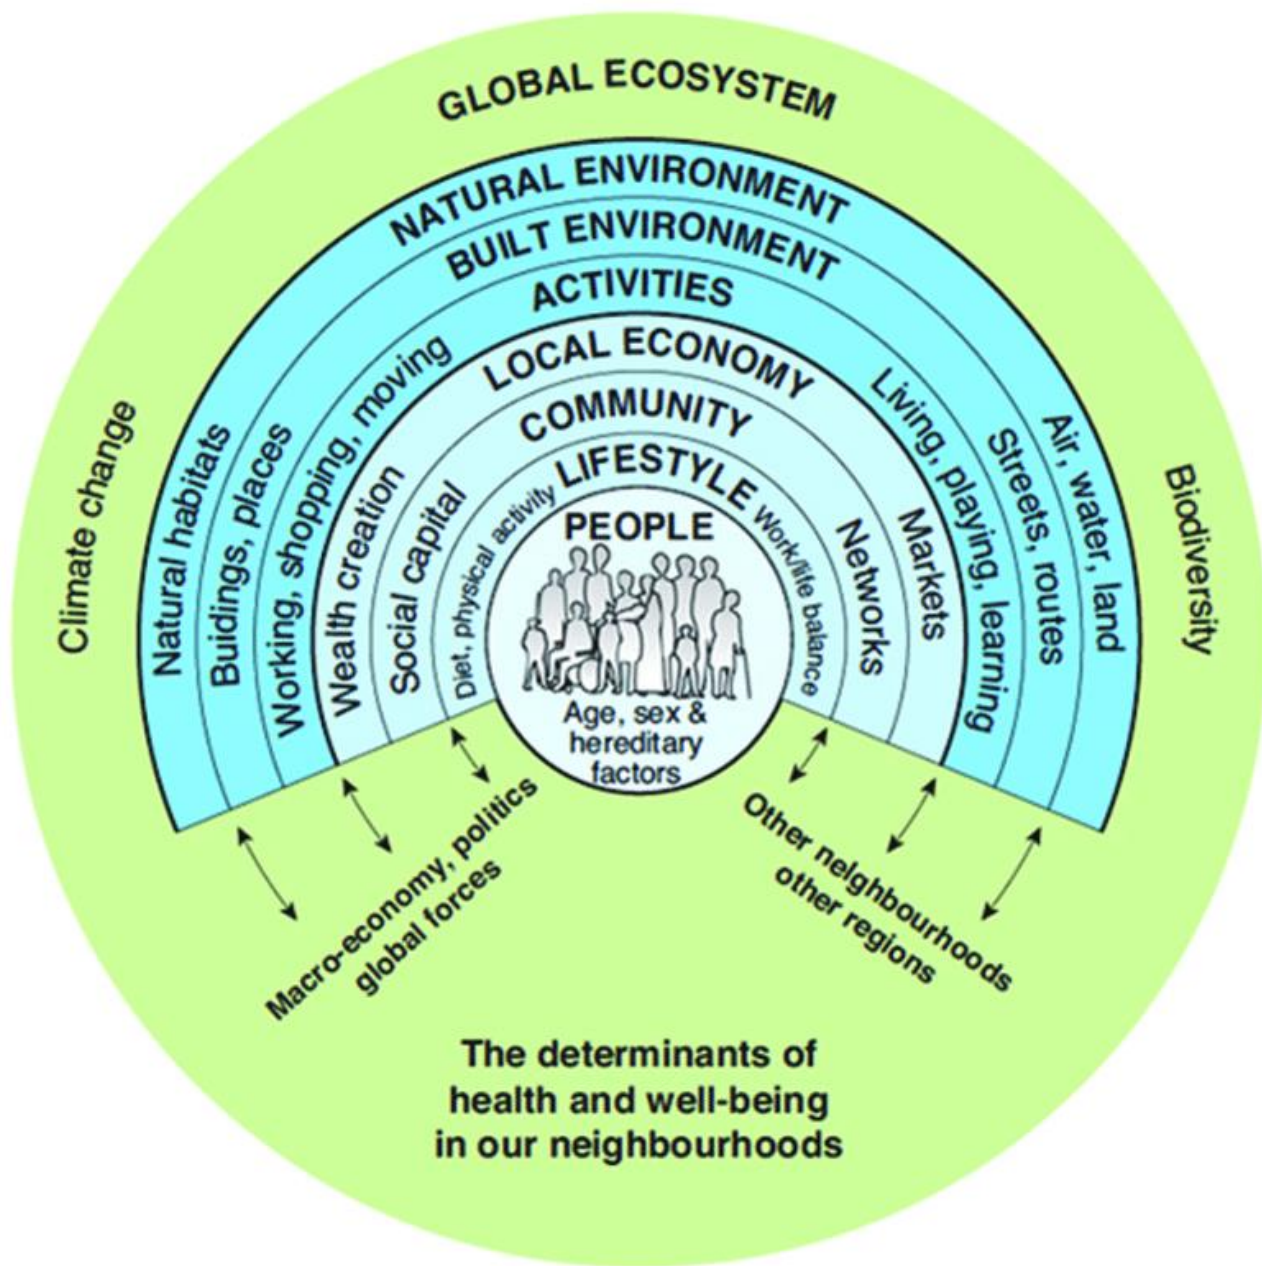 GLOBAL ECOSYSTEM
NATURAL ENVIRONMENT
BUILT ENVIRONMENT
ACTIVITIES
LOCAL ECONOMY
COMMUNITY
LIFESTYLE
PEOPLE
Age, sex &
hereditary
factors
Climate change
Natural habitats
Buidings, places
Working, shopping, moving
Wealth creation
Social capital
Diet, physical activity
Work/life balance
Networks
Markets
Living, playing, learning
Streets, routes
Air, water, land
Biodiversity
Macro-economy, politics
global forces
Other neighbourhoods
other regions
The determinants of
health and well-being
in our neighbourhoods